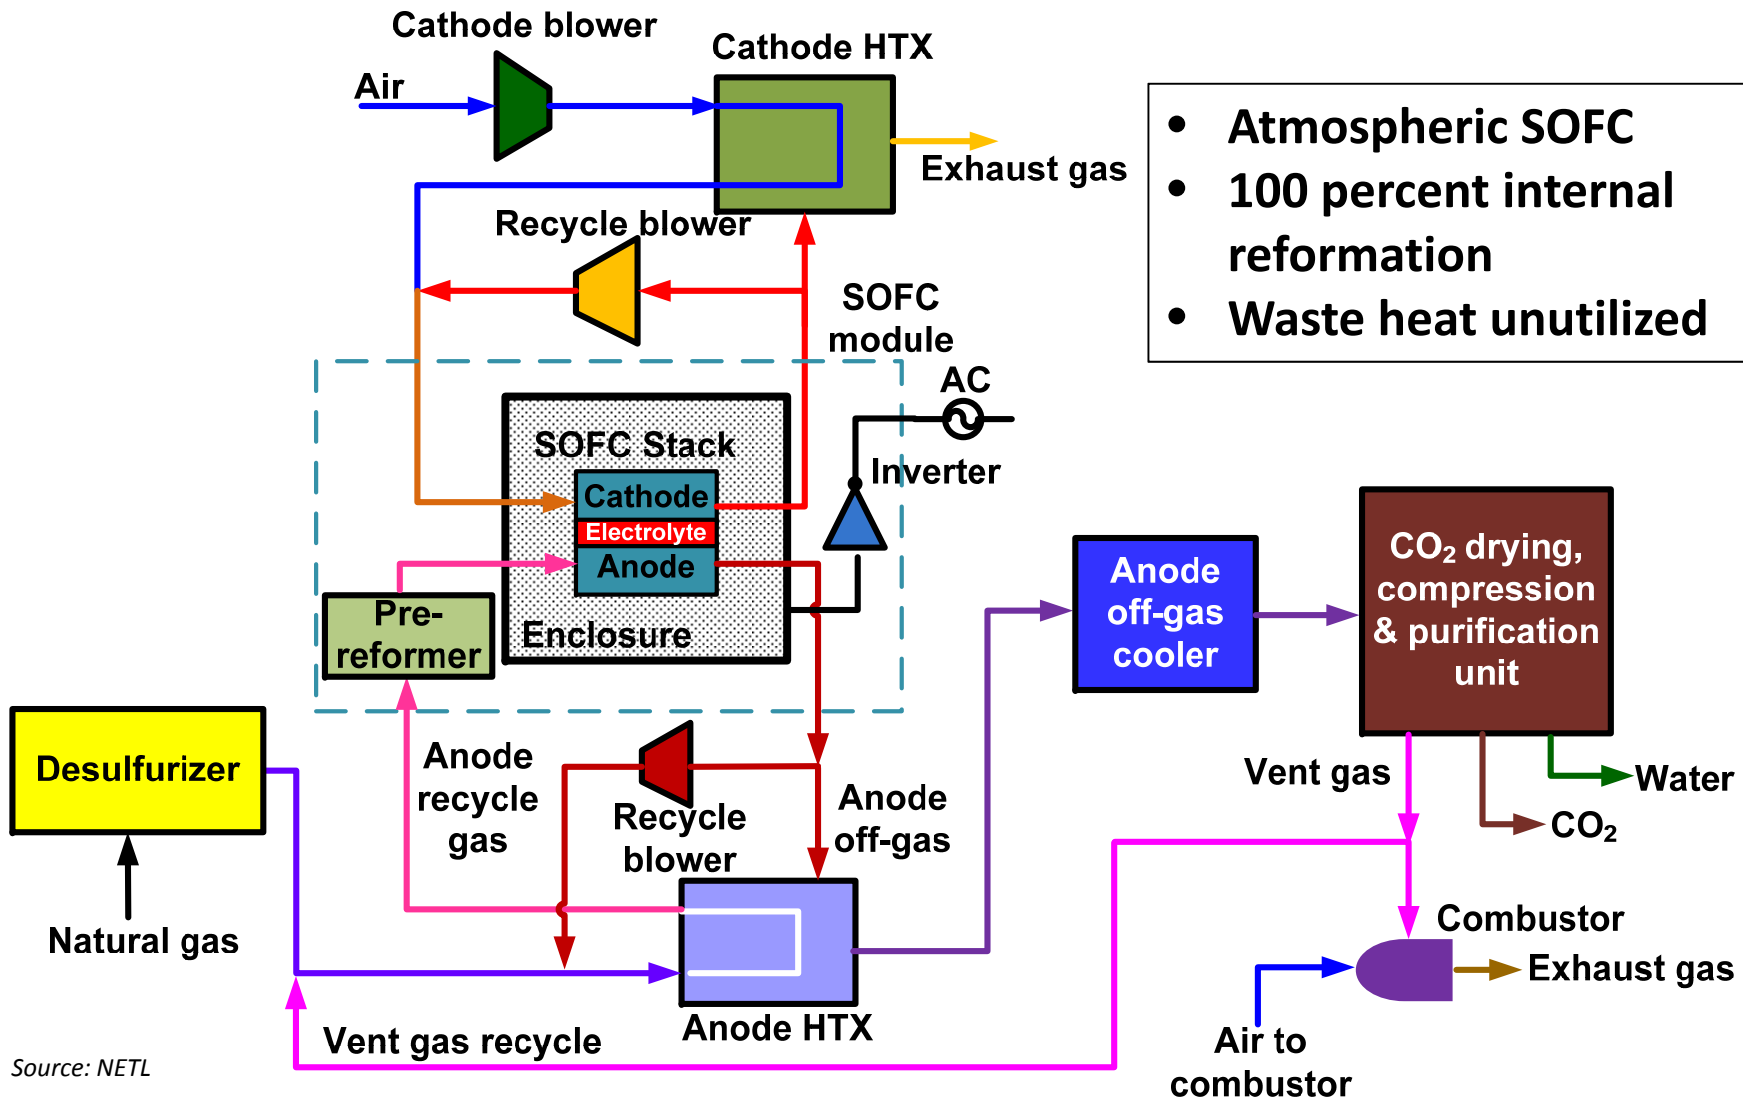 Cathode blower
Cathode HTX
Air
Exhaust gas
• Atmospheric SOFC
• 100 percent internal
reformation
• Waste heat unutilized
Recycle blower
SOFC
module
AC
Inverter
SOFC Stack
Cathode
Electrolyte
Anode
Enclosure
Pre-
reformer
Anode
off-gas
cooler
CO₂ drying,
compression
& purification
unit
Desulfurizer
Natural gas
Anode
recycle
gas
Recycle
blower
Anode
off-gas
Vent gas
Water
CO₂
Combustor
Exhaust gas
Air to
combustor
Anode HTX
Vent gas recycle
Source: NETL